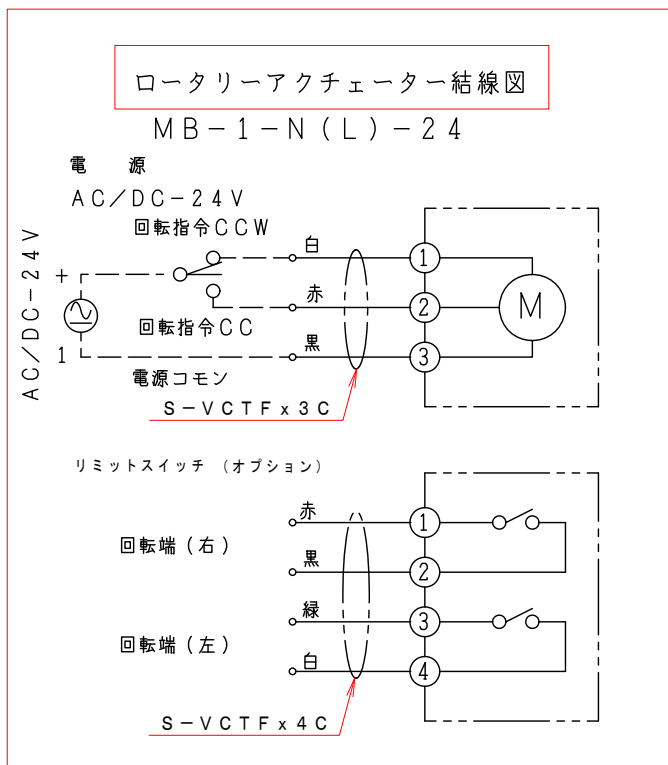 ロータリーアクチェーター結線図
MB-1-N(L)-24
電 源
AC/DC-24V
回転指令CCW
AC/DC-24V
+
1
白
赤
黒
回転指令CC
電源コモン
1
2
3
M
S-VCTFx3C
リミットスイッチ (オプション)
回転端(右)
赤
1
黒
2
回転端(左)
緑
3
白
4
S-VCTFx4C